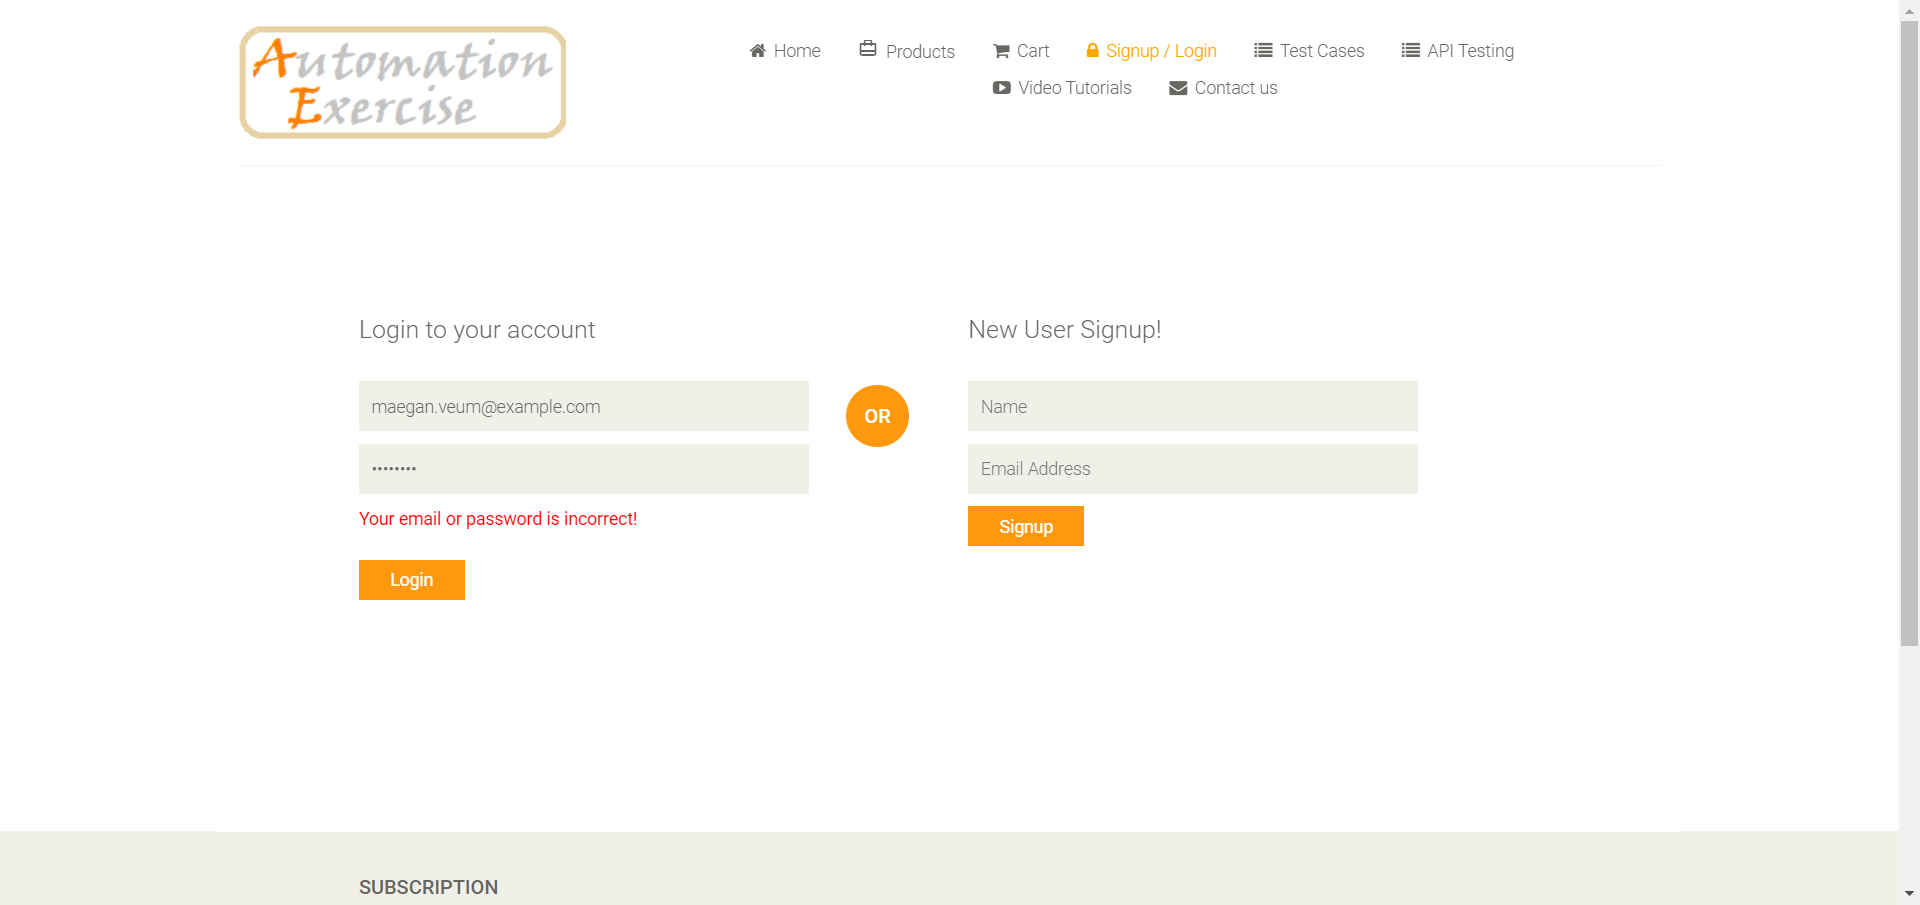 Automation
Exercise
Home
Products
Cart
Signup / Login
Test Cases
API Testing
Video Tutorials
Contact us
Login to your account
maegan.veum@example.com
••••••••
Your email or password is incorrect!
Login
OR
New User Signup!
Name
Email Address
Signup
SUBSCRIPTION